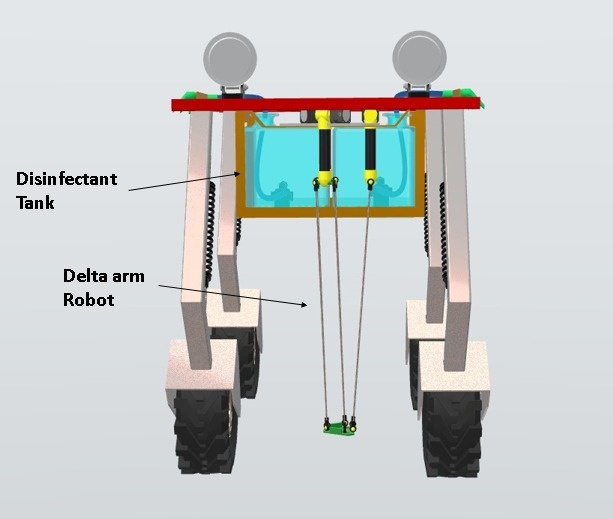 Disinfectant
Tank
Delta arm
Robot